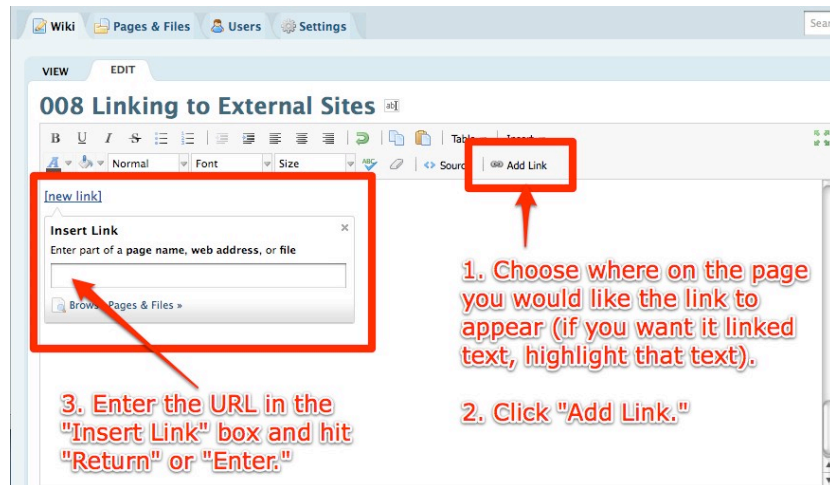 Wiki Pages & Files Users Settings
VIEW EDIT
008 Linking to External Sites
B U I S
Normal Font Size Add Link
[new link]
Insert Link
Enter part of a page name, web address, or file
Pages & Files »
1. Choose where on the page
you would like the link to
appear (if you want it linked
text, highlight that text).
2. Click "Add Link."
3. Enter the URL in the
"Insert Link" box and hit
"Return" or "Enter."